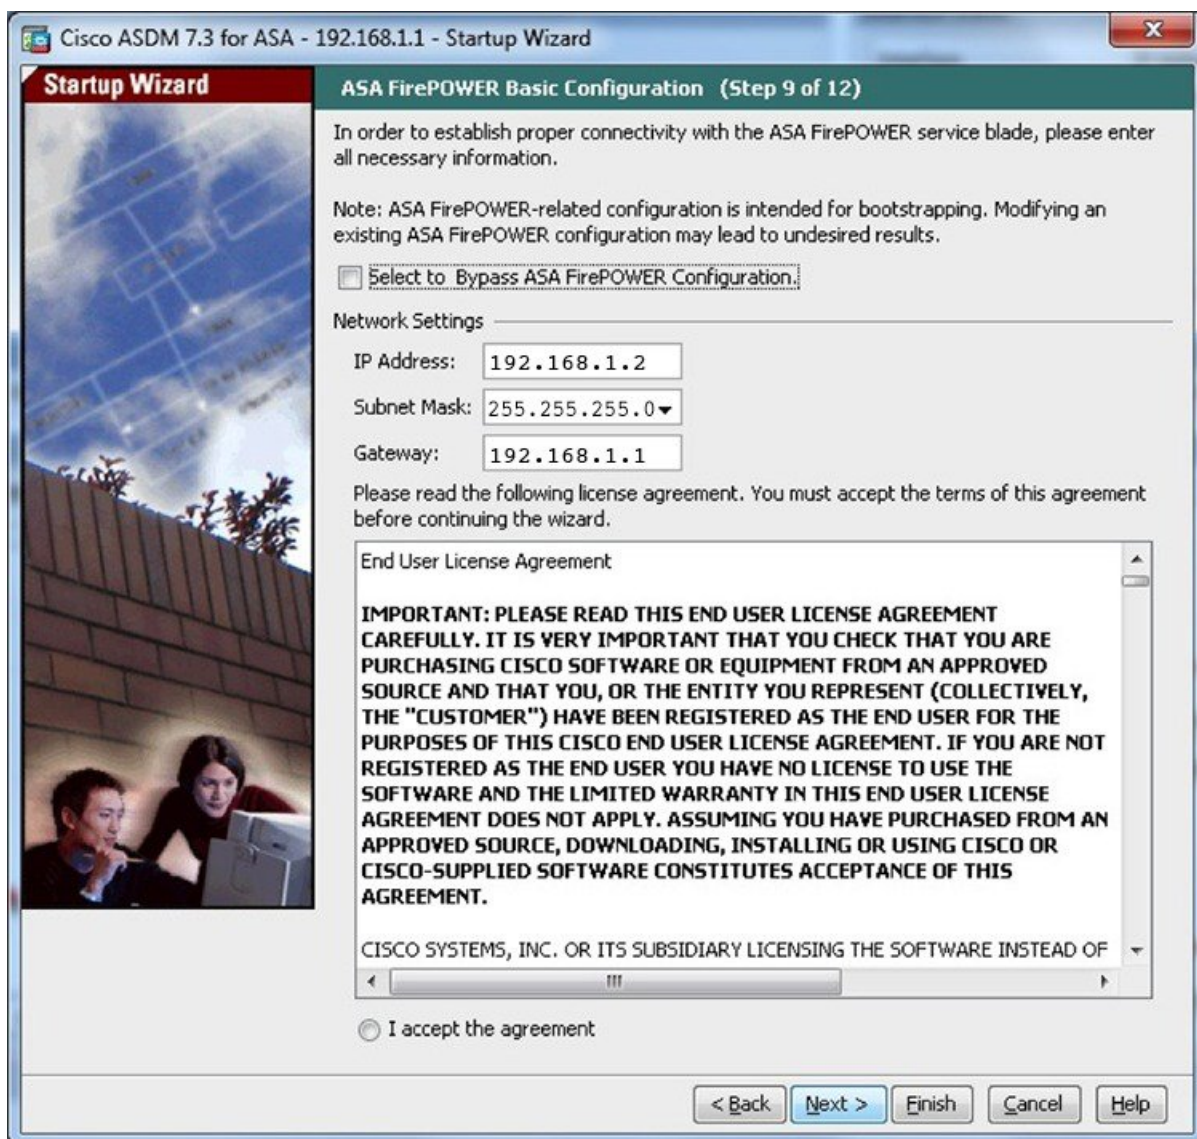 Cisco ASDM 7.3 for ASA - 192.168.1.1 - Startup Wizard
Startup Wizard
ASA FirePOWER Basic Configuration (Step 9 of 12)
In order to establish proper connectivity with the ASA FirePOWER service blade, please enter
all necessary information.
Note: ASA FirePOWER-related configuration is intended for bootstrapping. Modifying an
existing ASA FirePOWER configuration may lead to undesired results.
Select to Bypass ASA FirePOWER Configuration.
Network Settings
IP Address: 192.168.1.2
Subnet Mask: 255.255.255.0
Gateway: 192.168.1.1
Please read the following license agreement. You must accept the terms of this agreement
before continuing the wizard.
End User License Agreement
IMPORTANT: PLEASE READ THIS END USER LICENSE AGREEMENT
CAREFULLY. IT IS VERY IMPORTANT THAT YOU CHECK THAT YOU ARE
PURCHASING CISCO SOFTWARE OR EQUIPMENT FROM AN APPROVED
SOURCE AND THAT YOU, OR THE ENTITY YOU REPRESENT (COLLECTIVELY,
THE "CUSTOMER") HAVE BEEN REGISTERED AS THE END USER FOR THE
PURPOSES OF THIS CISCO END USER LICENSE AGREEMENT. IF YOU ARE NOT
REGISTERED AS THE END USER YOU HAVE NO LICENSE TO USE THE
SOFTWARE AND THE LIMITED WARRANTY IN THIS END USER LICENSE
AGREEMENT DOES NOT APPLY. ASSUMING YOU HAVE PURCHASED FROM AN
APPROVED SOURCE, DOWNLOADING, INSTALLING OR USING CISCO OR
CISCO-SUPPLIED SOFTWARE CONSTITUTES ACCEPTANCE OF THIS
AGREEMENT.
CISCO SYSTEMS, INC. OR ITS SUBSIDIARY LICENSING THE SOFTWARE INSTEAD OF
I accept the agreement
< Back Next > Finish Cancel Help